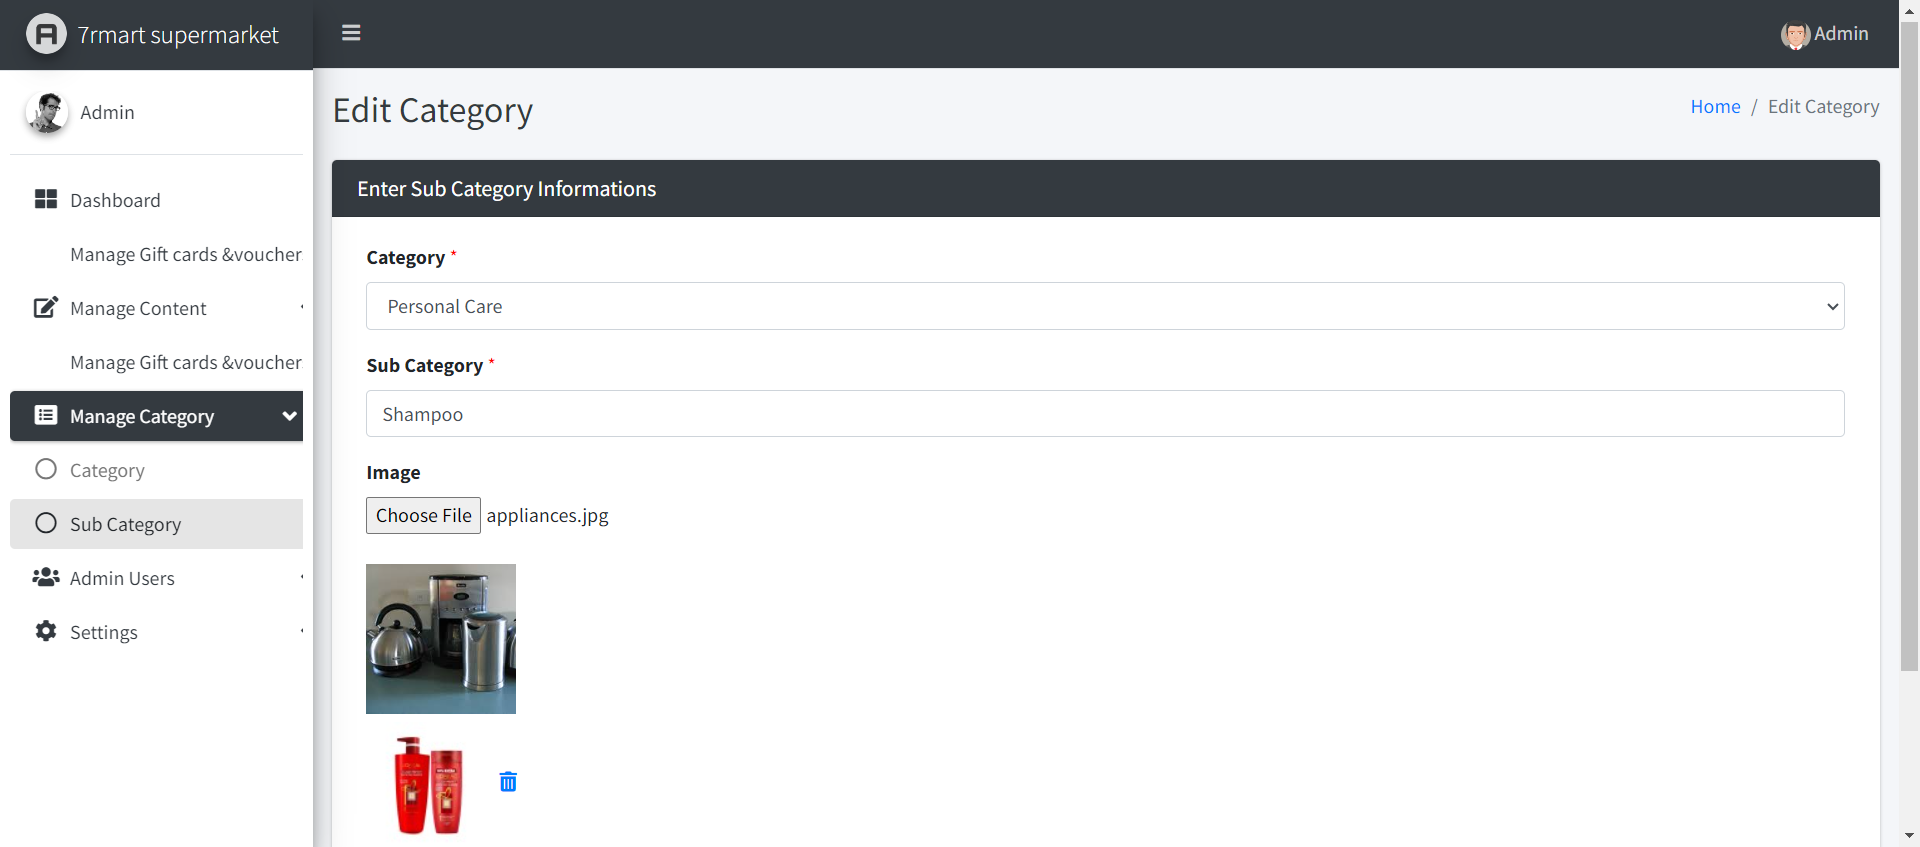 7rmart supermarket
Admin
Admin
Dashboard
Manage Gift cards &voucher
Manage Content
Manage Gift cards &voucher
Manage Category
Category
Sub Category
Admin Users
Settings
Edit Category
Home / Edit Category
Enter Sub Category Informations
Category *
Personal Care
Sub Category *
Shampoo
Image
Choose File appliances.jpg